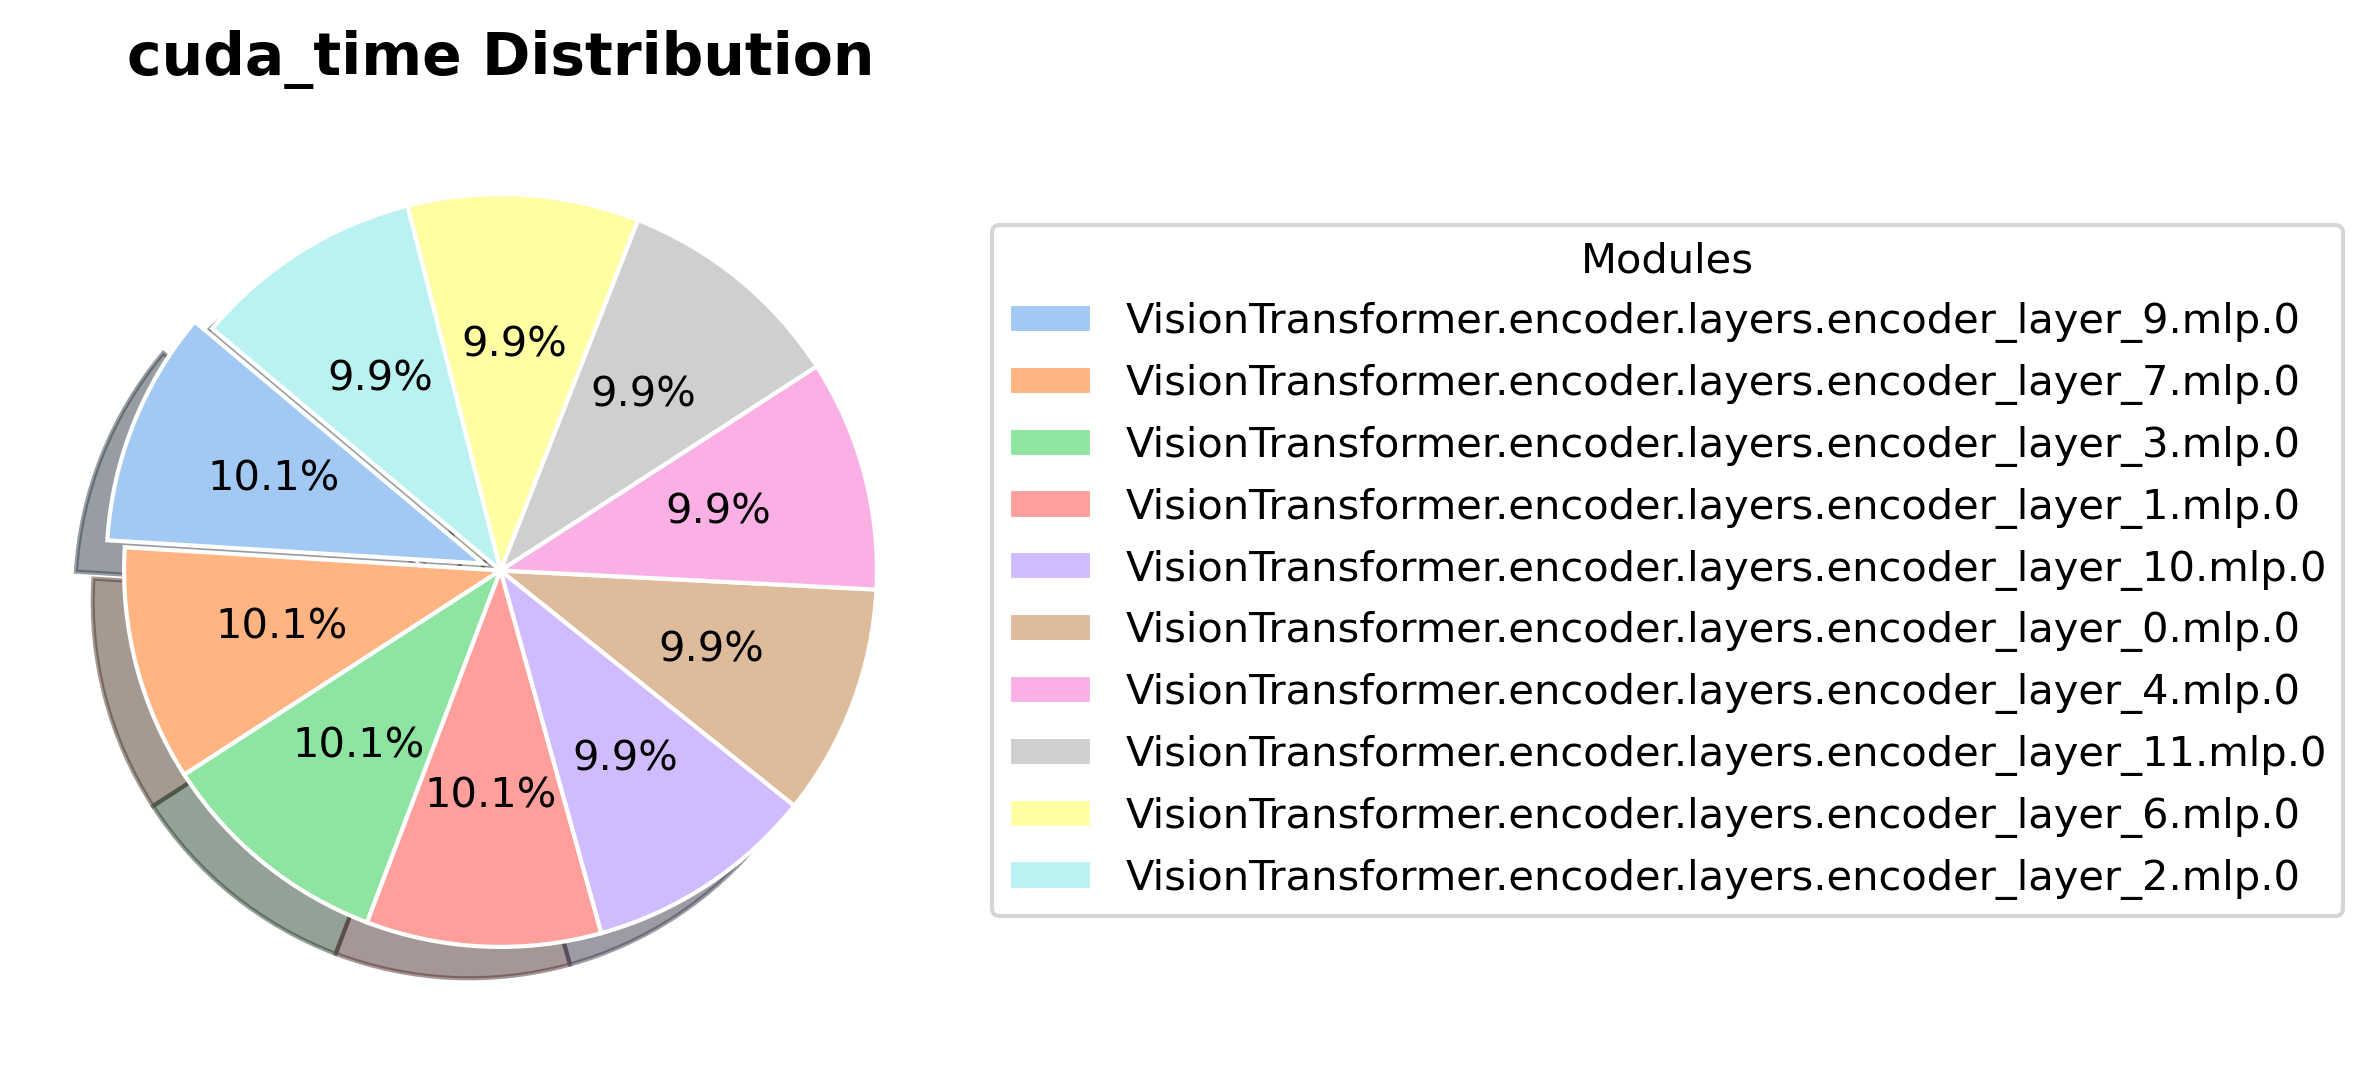 cuda_time Distribution
9.9%
9.9%
9.9%
10.1%
9.9%
10.1%
9.9%
10.1%
9.9%
10.1%
Modules
VisionTransformer.encoder.layers.encoder_layer_9.mlp.0
VisionTransformer.encoder.layers.encoder_layer_7.mlp.0
VisionTransformer.encoder.layers.encoder_layer_3.mlp.0
VisionTransformer.encoder.layers.encoder_layer_1.mlp.0
VisionTransformer.encoder.layers.encoder_layer_10.mlp.0
VisionTransformer.encoder.layers.encoder_layer_0.mlp.0
VisionTransformer.encoder.layers.encoder_layer_4.mlp.0
VisionTransformer.encoder.layers.encoder_layer_11.mlp.0
VisionTransformer.encoder.layers.encoder_layer_6.mlp.0
VisionTransformer.encoder.layers.encoder_layer_2.mlp.0